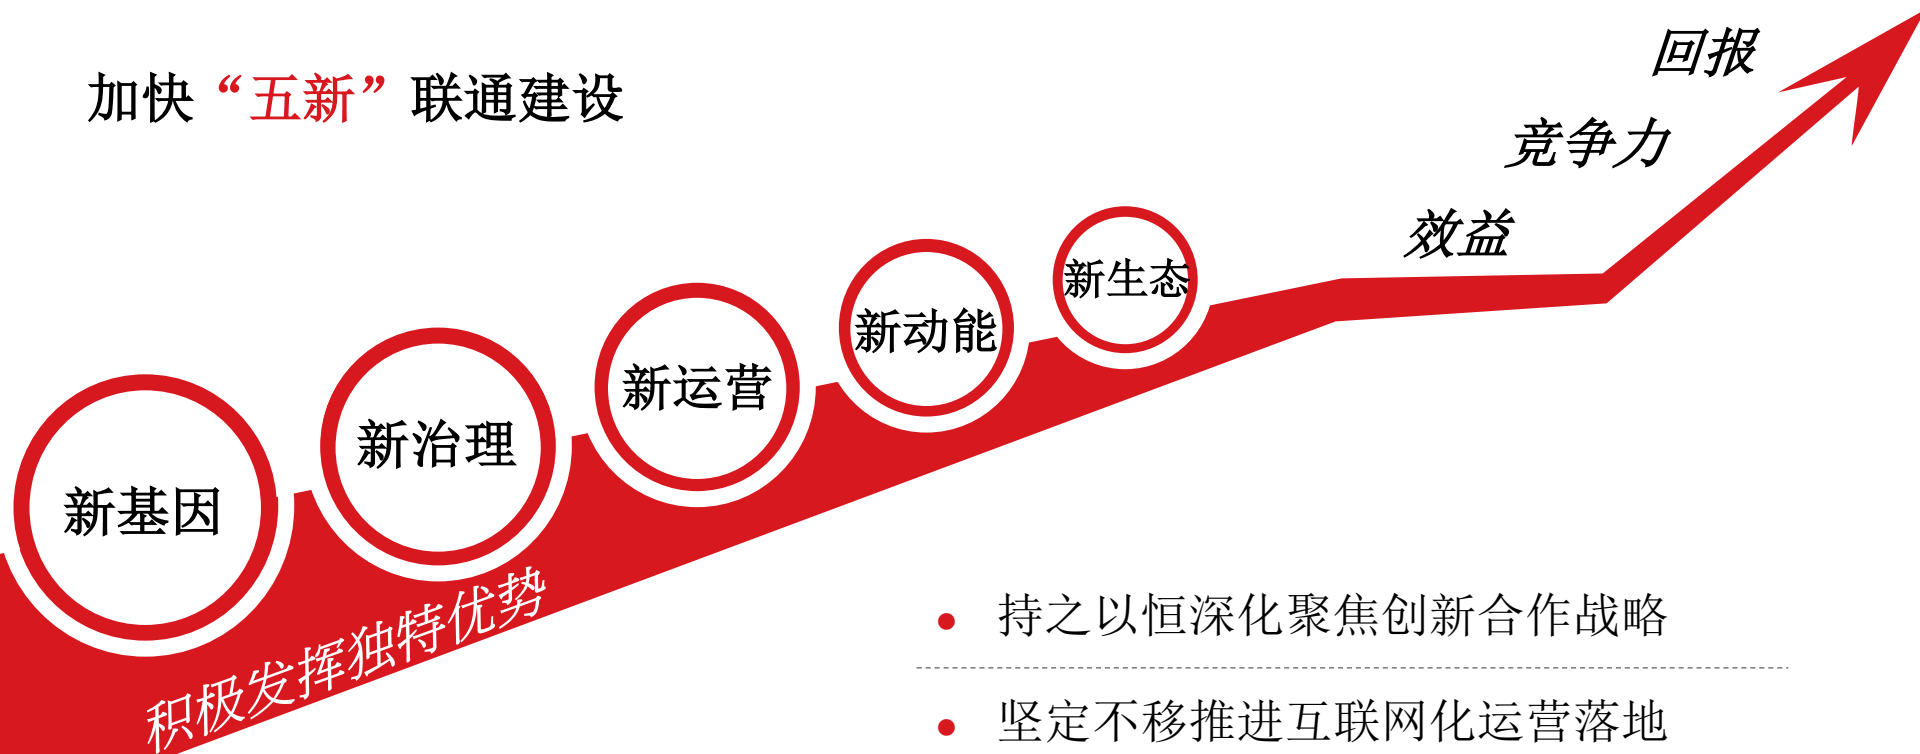 加快“五新”联通建设
回报
竞争力
效益
新生态
新动能
新运营
新治理
新基因
积极发挥独特优势
持之以恒深化聚焦创新合作战略
坚定不移推进互联网化运营落地